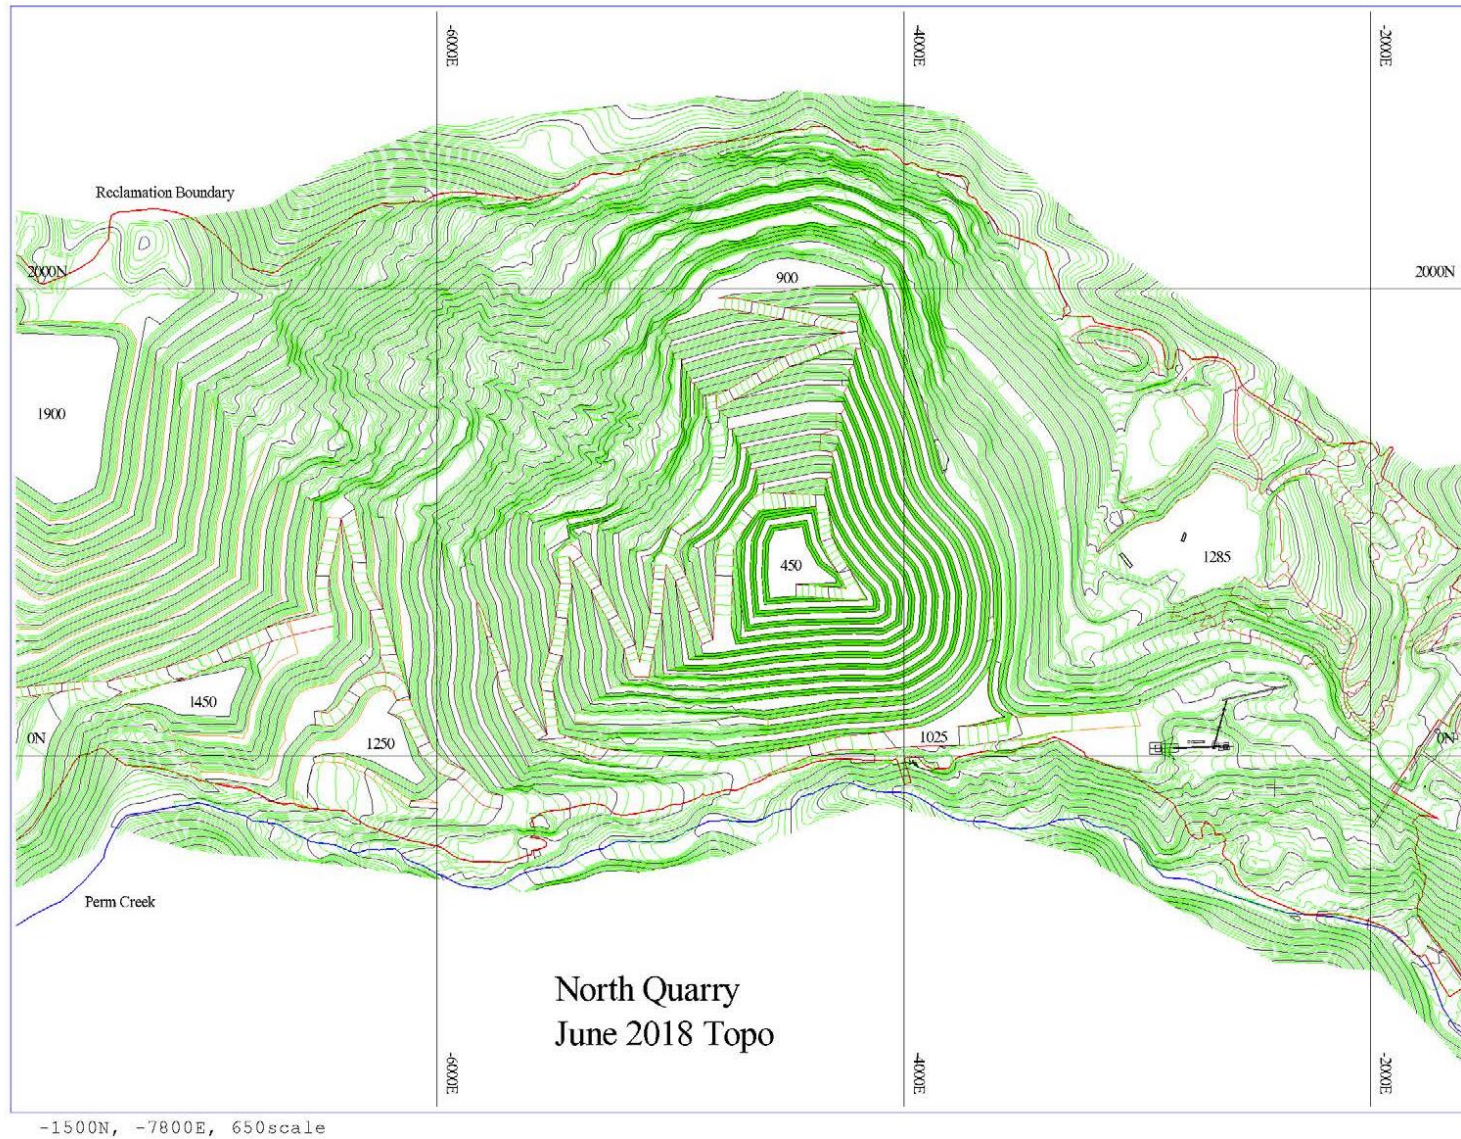 -6000E
-4000E
-2000E
Reclamation Boundary
2000N
2000N
900
1900
450
1285
1450
0N
1250
1025
0N
Perm Creek
North Quarry
June 2018 Topo
-6000E
-4000E
-2000E
-1500N, -7800E, 650scale